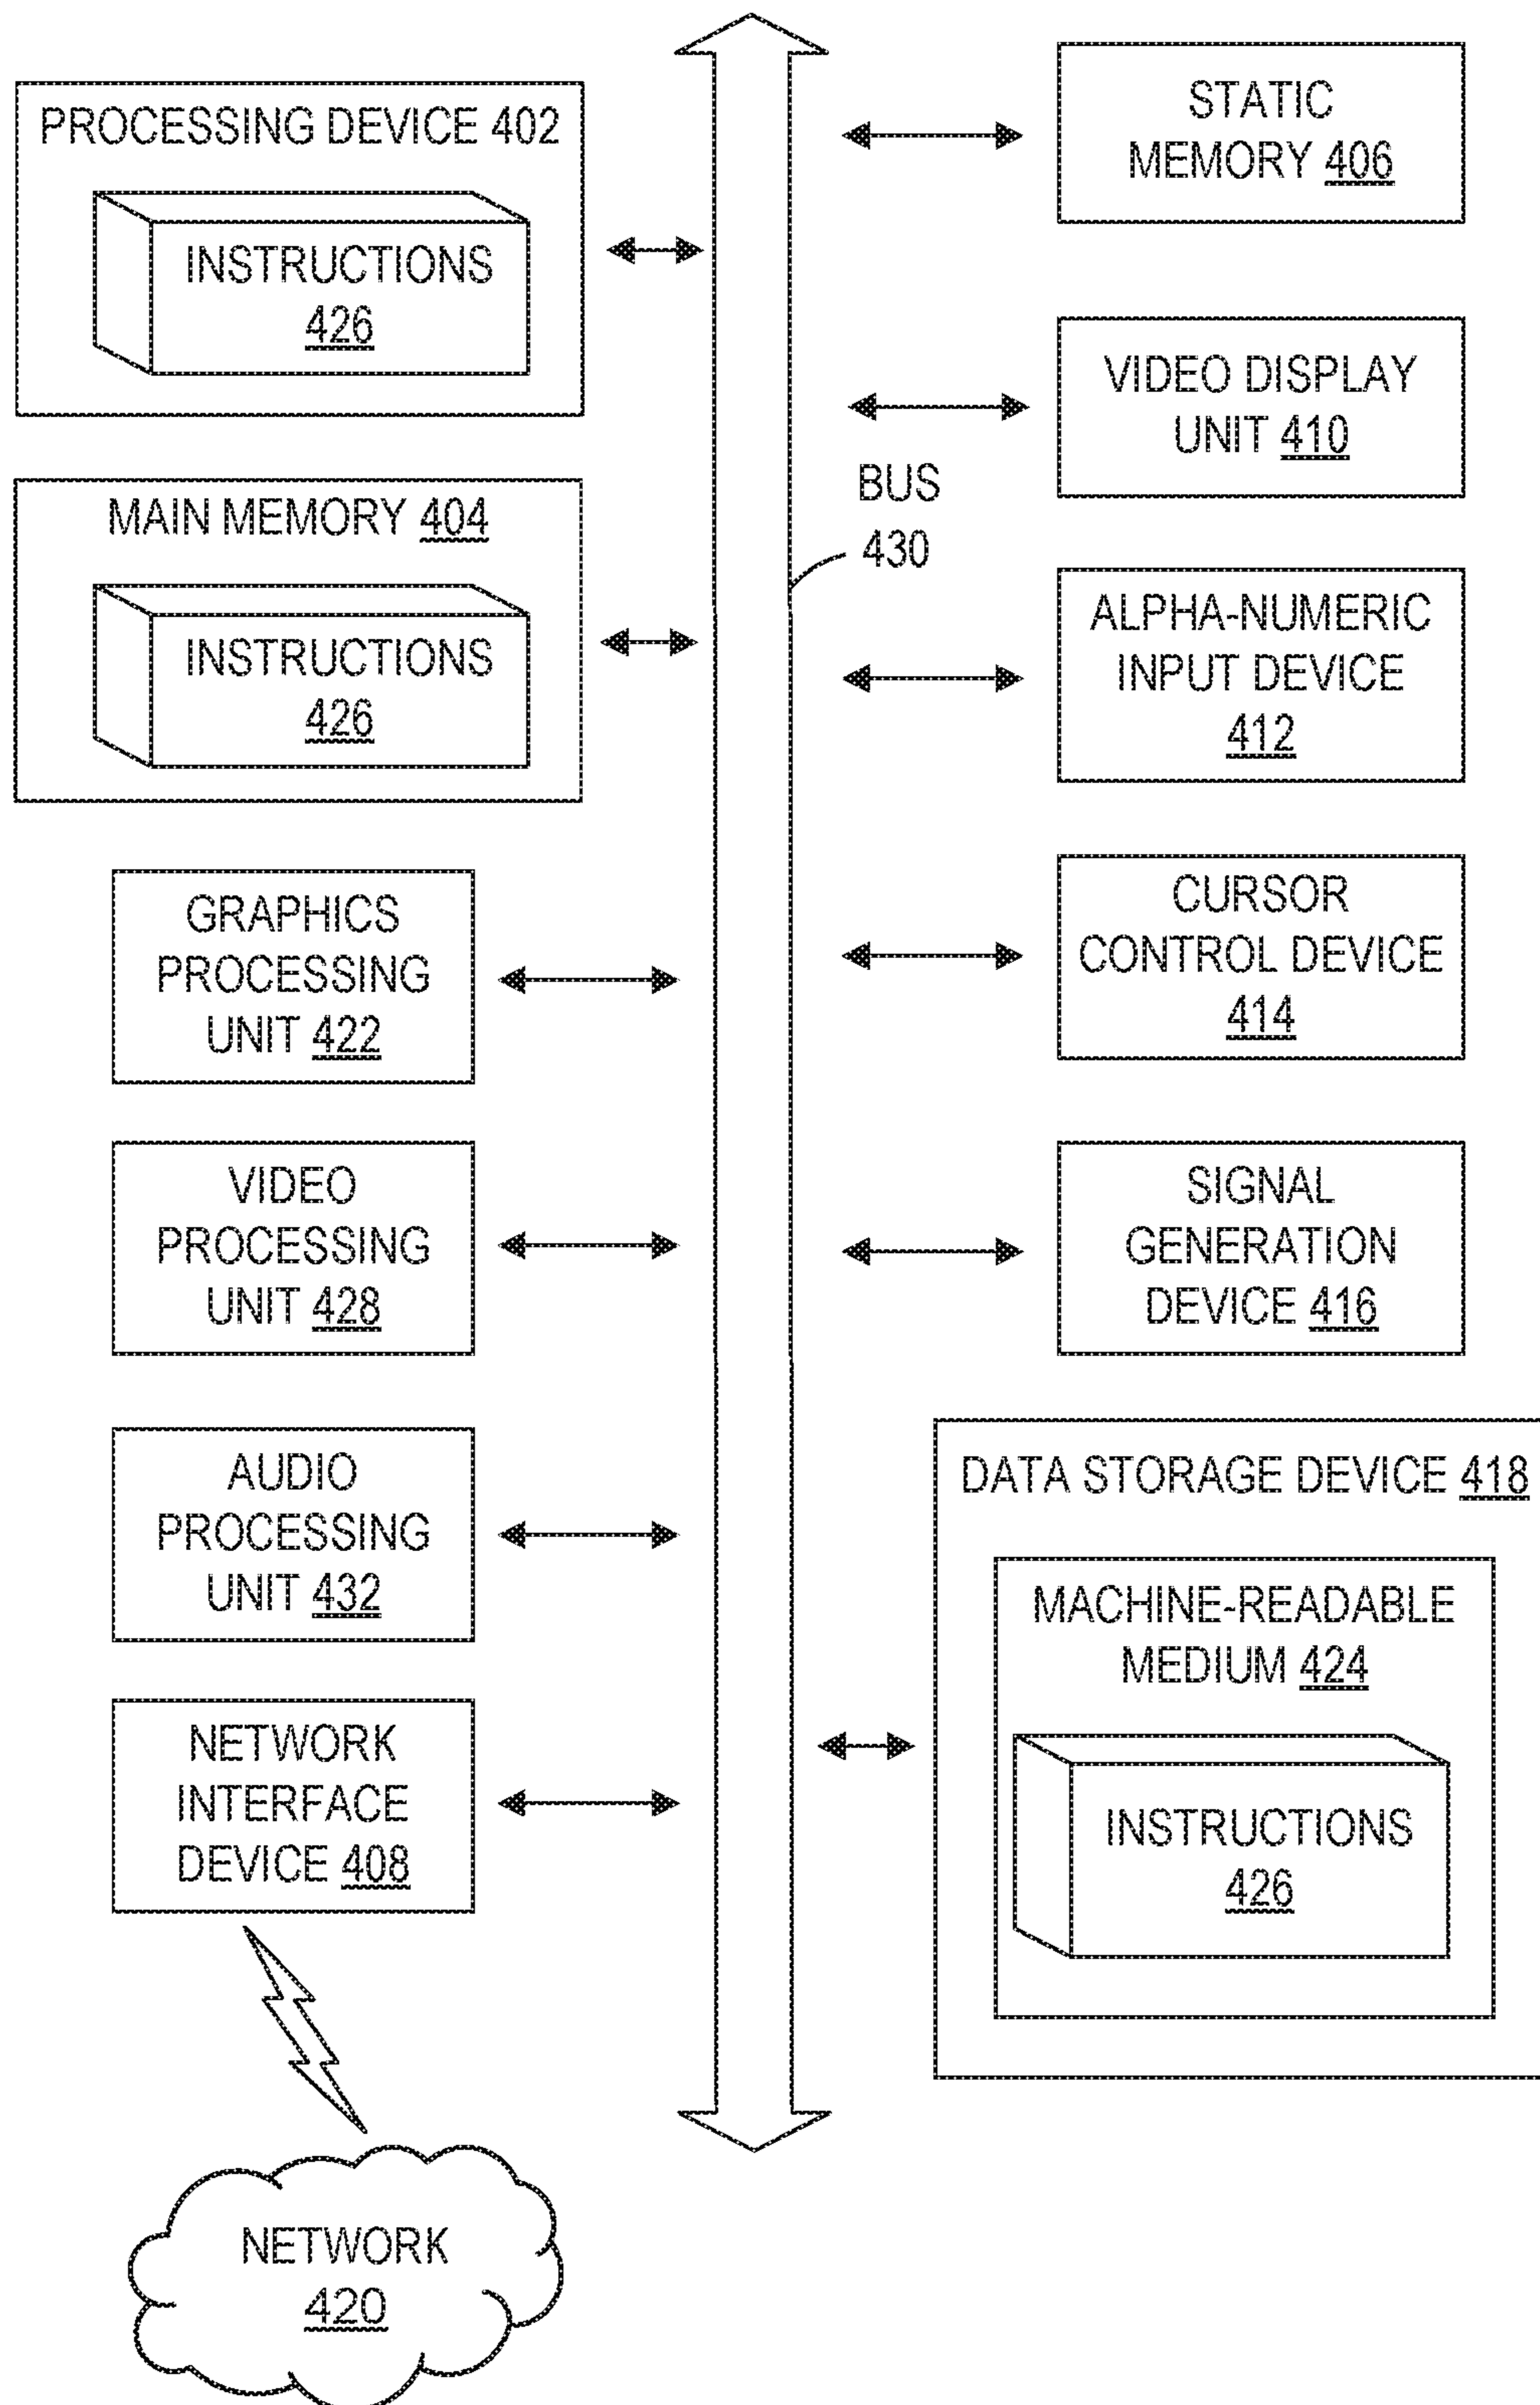 PROCESSING DEVICE 402
INSTRUCTIONS
426
MAIN MEMORY 404
INSTRUCTIONS
426
GRAPHICS
PROCESSING
UNIT 422
VIDEO
PROCESSING
UNIT 428
AUDIO
PROCESSING
UNIT 432
NETWORK
INTERFACE
DEVICE 408
NETWORK
420
BUS
430
STATIC
MEMORY 406
VIDEO DISPLAY
UNIT 410
ALPHA-NUMERIC
INPUT DEVICE
412
CURSOR
CONTROL DEVICE
414
SIGNAL
GENERATION
DEVICE 416
DATA STORAGE DEVICE 418
MACHINE-READABLE
MEDIUM 424
INSTRUCTIONS
426